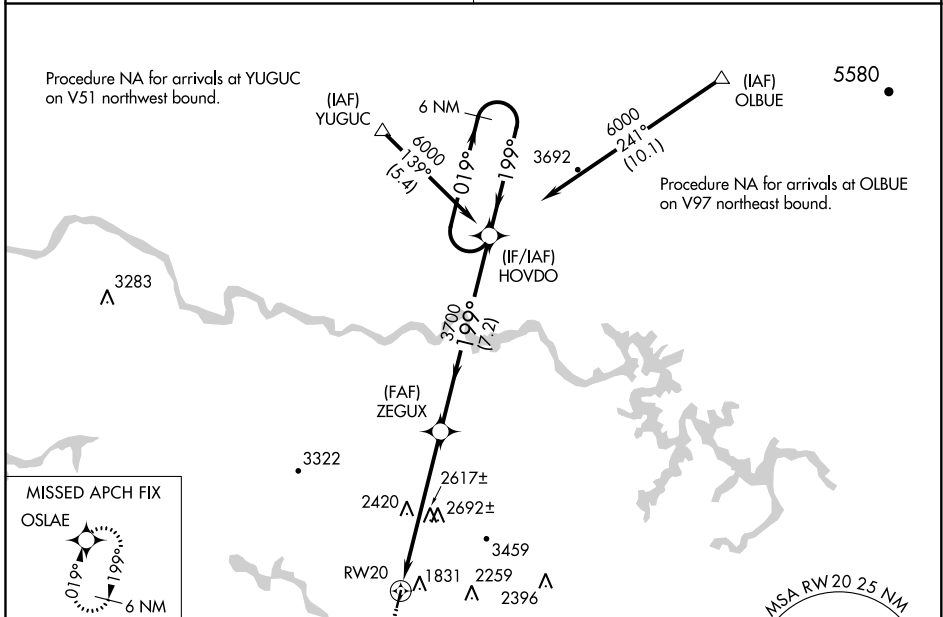 Procedure NA for arrivals at YUGUC
on V51 northwest bound.
(IAF)
YUGUC
6000
139°
(5.4)
6 NM
019°
199°
(IAF)
OLBUE
5580
6000
241°
(10.1)
3692
Procedure NA for arrivals at OLBUE
on V97 northeast bound.
(IF/IAF)
HOVDO
3283
3700
199°
(7.2)
(FAF)
ZEGUX
3322
2617±
2420
2692±
3459
RW20
1831
2259
2396
MISSED APCH FIX
OSLAE
019°
199°
6 NM
MSA RW20 25 NM